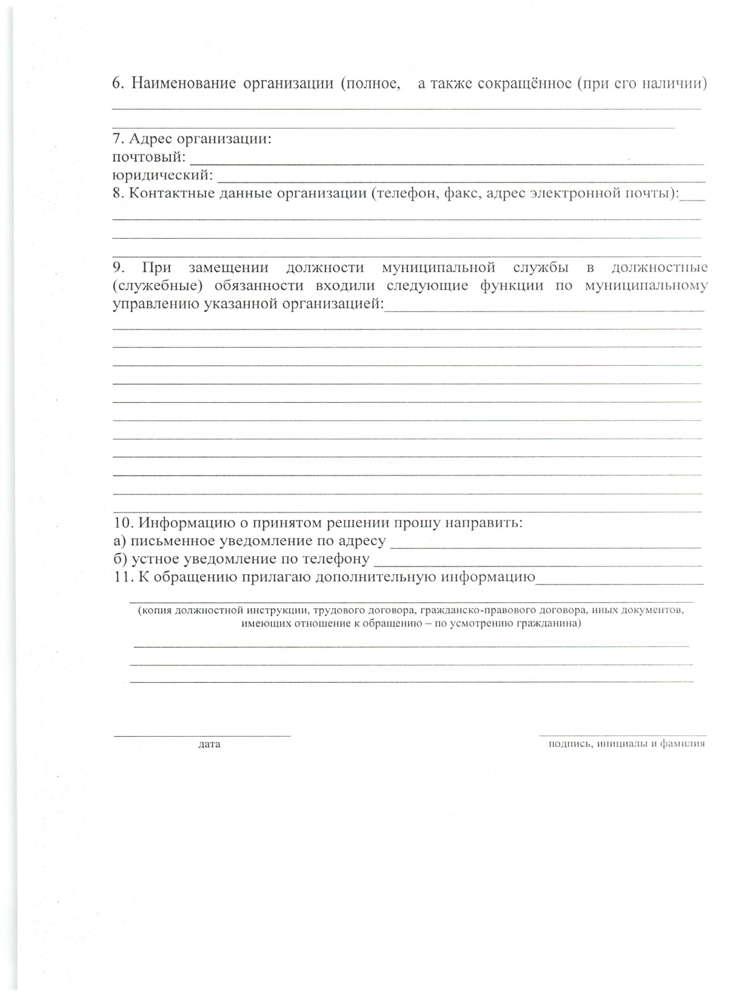 6. Наименование организации (полное, а также сокращённое (при его наличии)
7. Адрес организации:
почтовый:
юридический:
8. Контактные данные организации (телефон, факс, адрес электронной почты):
9. При замещении должности муниципальной службы в должностные
(служебные) обязанности входили следующие функции по муниципальному
управлению указанной организацией:
10. Информацию о принятом решении прошу направить:
а) письменное уведомление по адресу
б) устное уведомление по телефону
11. К обращению прилагаю дополнительную информацию
(копия должностной инструкции, трудового договора, гражданско-правового договора, иных документов,
имеющих отношение к обращению – по усмотрению гражданина)
дата
подпись, инициалы и фамилия